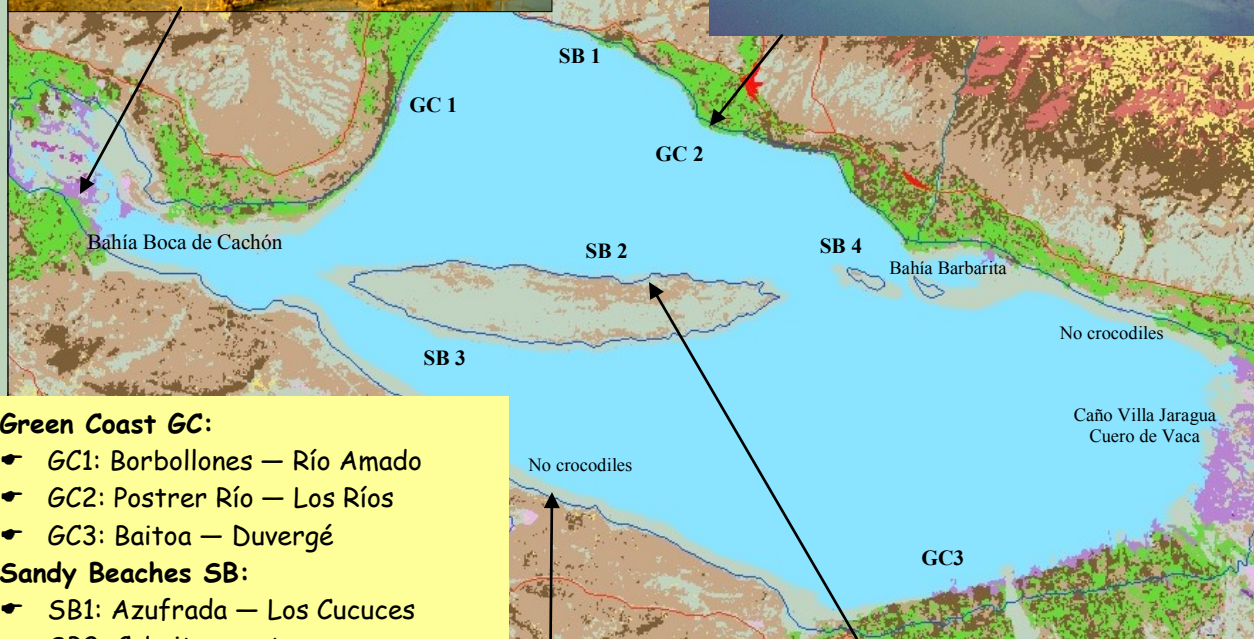 SB 1
GC 1
GC 2
Bahía Boca de Cachón
SB 2
SB 4
Bahía Barbarita
No crocodiles
SB 3
Caño Villa Jaragua
Cuero de Vaca
No crocodiles
GC3
Green Coast GC:
☛ GC1: Borbollones — Río Amado
☛ GC2: Postrer Río — Los Ríos
☛ GC3: Baitoa — Duvergé
Sandy Beaches SB:
☛ SB1: Azufrada — Los Cucuces